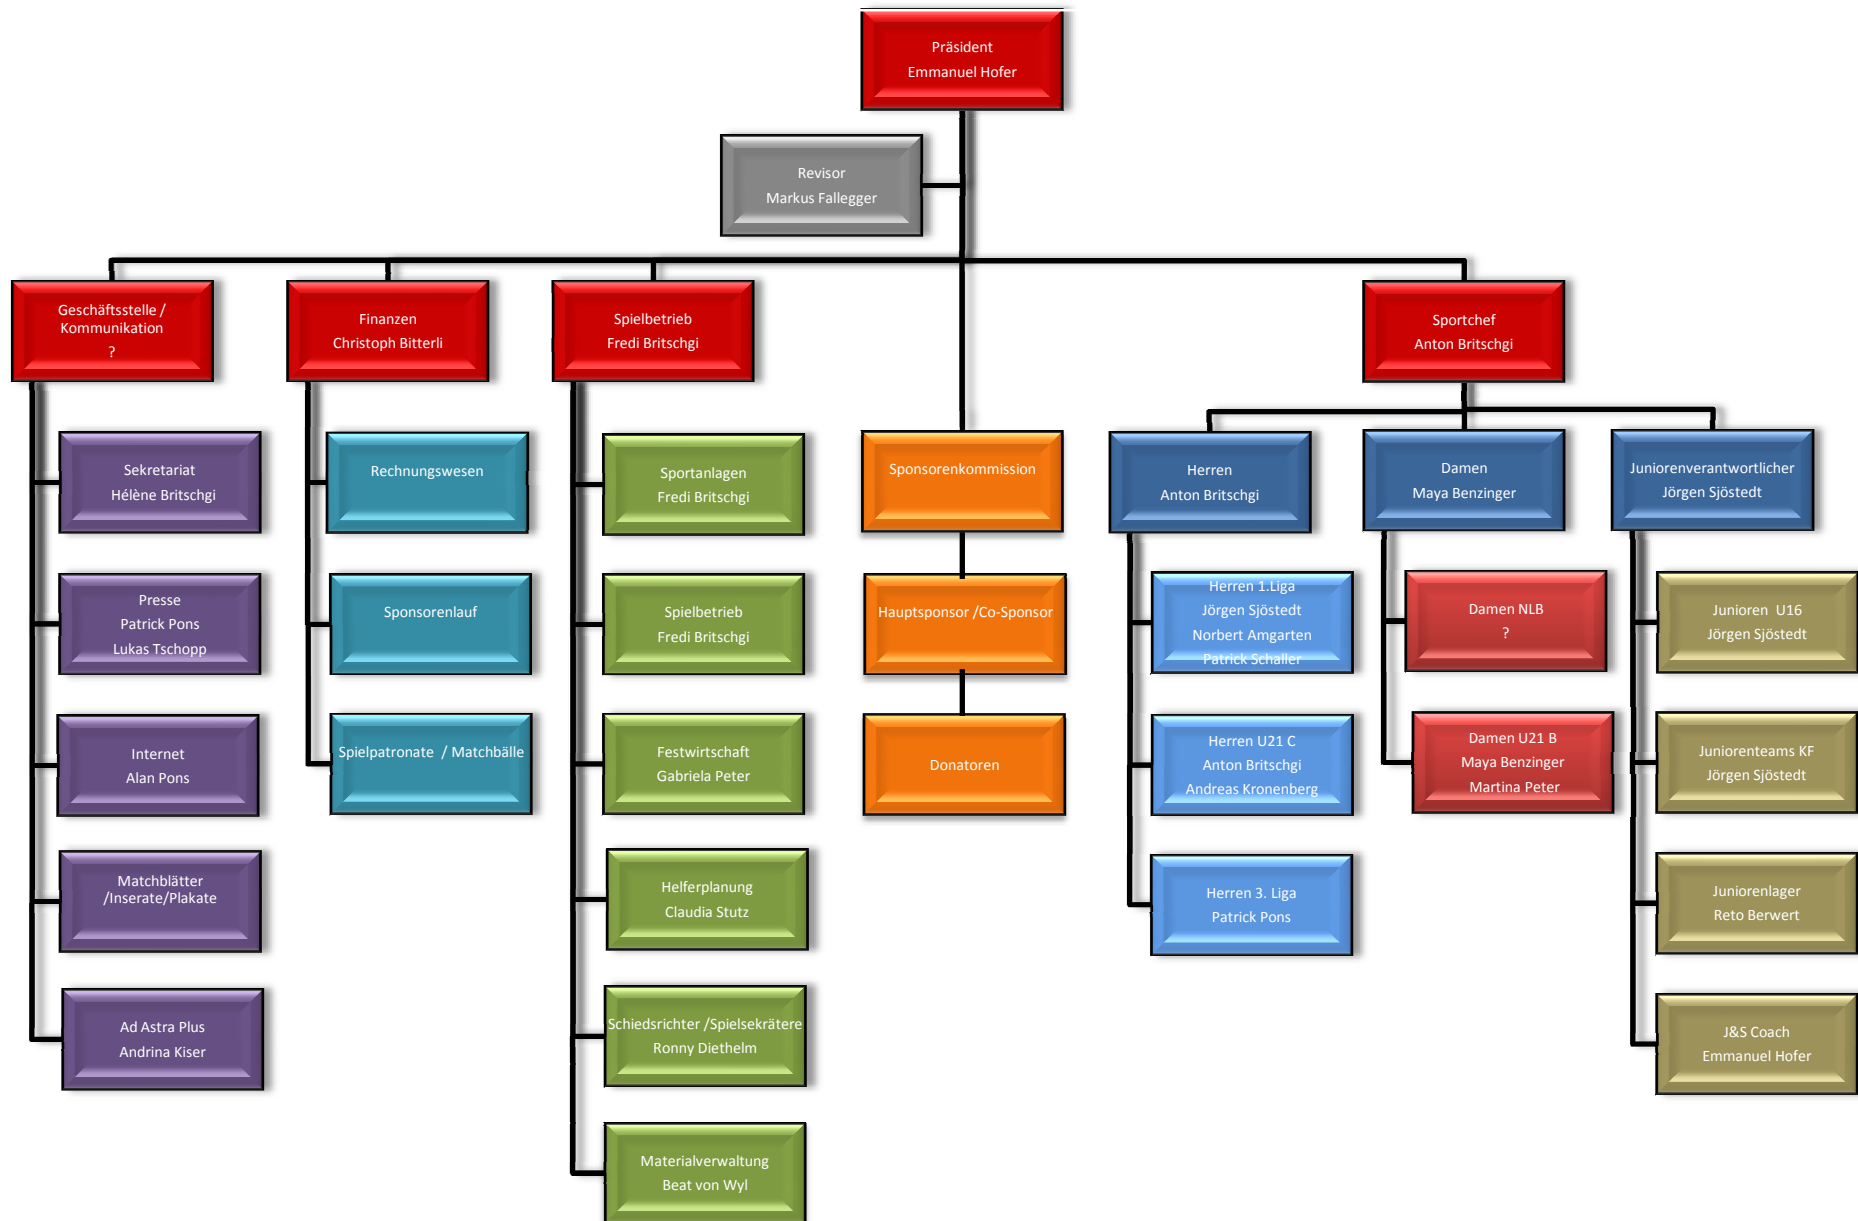 Präsident
Emmanuel Hofer
Revisor
Markus Fallegger
Geschäftsstelle /
Kommunikation
?
Finanzen
Christoph Bitterli
Spielbetrieb
Fredi Britschgi
Sportchef
Anton Britschgi
Sekretariat
Hélène Britschgi
Presse
Patrick Pons
Lukas Tschopp
Internet
Alan Pons
Matchblätter
/Inserate/Plakate
Ad Astra Plus
Andrina Kiser
Rechnungswesen
Sponsorenlauf
Spielpatronate / Matchbälle
Sportanlagen
Fredi Britschgi
Spielbetrieb
Fredi Britschgi
Festwirtschaft
Gabriela Peter
Helferplanung
Claudia Stutz
Schiedsrichter /Spielsekrätere
Ronny Diethelm
Materialverwaltung
Beat von Wyl
Sponsorenkommission
Hauptsponsor /Co-Sponsor
Donatoren
Herren
Anton Britschgi
Herren 1.Liga
Jörgen Sjöstedt
Norbert Amgarten
Patrick Schaller
Herren U21 C
Anton Britschgi
Andreas Kronenberg
Herren 3. Liga
Patrick Pons
Damen
Maya Benzinger
Damen NLB
?
Damen U21 B
Maya Benzinger
Martina Peter
Juniorenverantwortlicher
Jörgen Sjöstedt
Junioren  U16
Jörgen Sjöstedt
Juniorenteams KF
Jörgen Sjöstedt
Juniorenlager
Reto Berwert
J&S Coach
Emmanuel Hofer